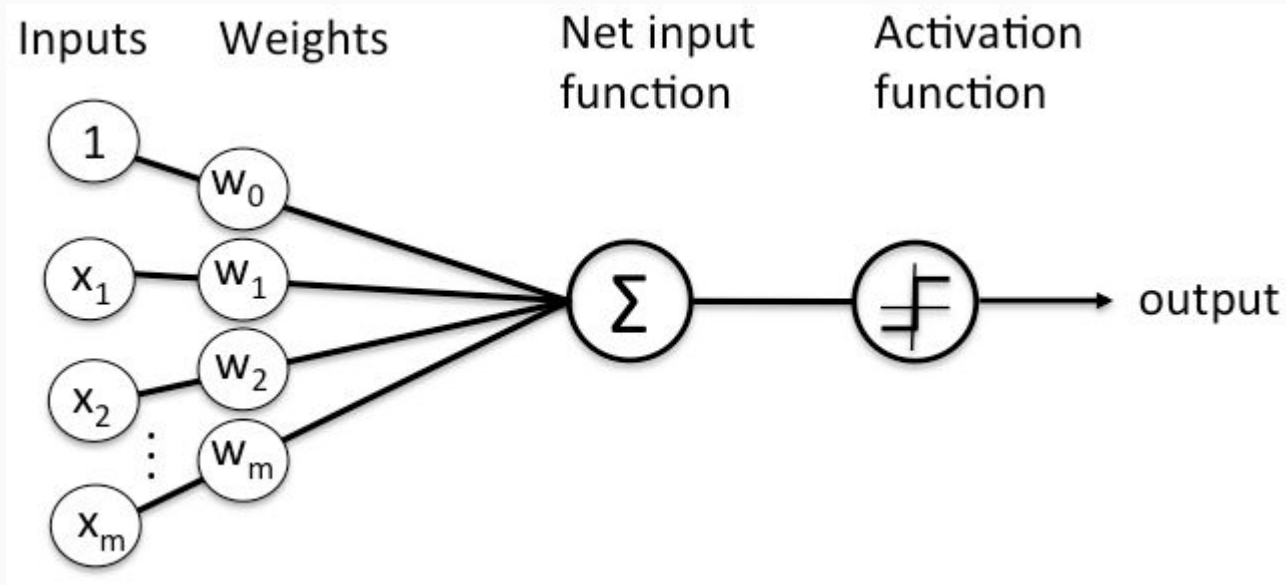 Inputs
Weights
Net input
function
Activation
function
1
w₀
x₁
w₁
x₂
w₂
⋮
xₘ
wₘ
Σ
output